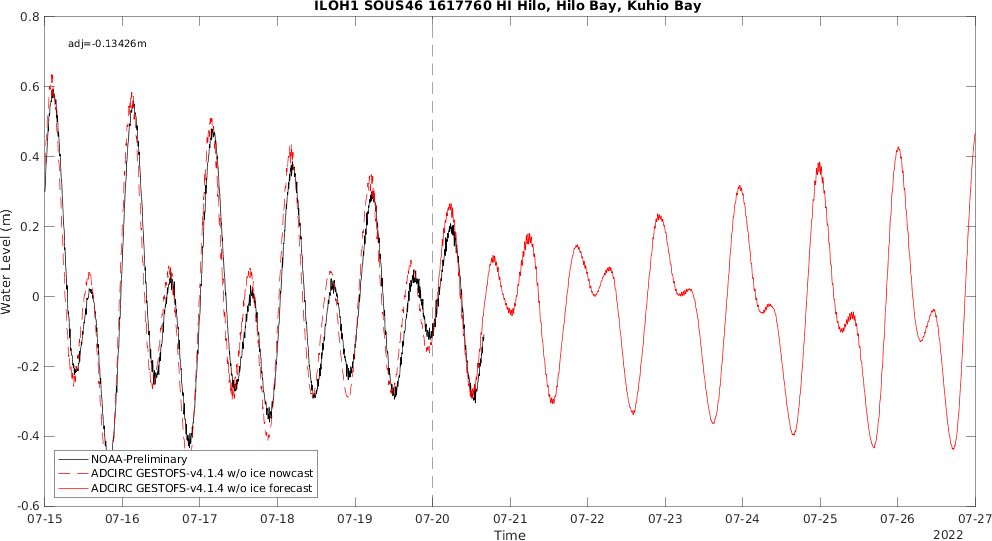 ILOH1 SOUS46 1617760 HI Hilo, Hilo Bay, Kuhio Bay
adj=-0.13426m
0.8
0.6
0.4
0.2
0
-0.2
-0.4
-0.6
Water Level (m)
NOAA-Preliminary
ADCIRC GESTOFS-v4.1.4 w/o ice nowcast
ADCIRC GESTOFS-v4.1.4 w/o ice forecast
07-15 07-16 07-17 07-18 07-19 07-20 07-21 07-22 07-23 07-24 07-25 07-26 07-27
Time
2022